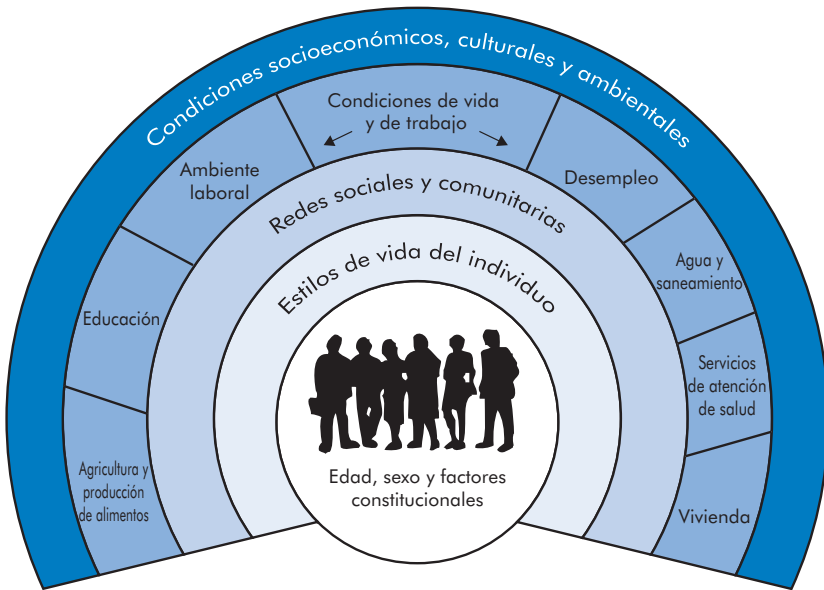 Condiciones socioeconómicos, culturales y ambientales
Condiciones de vida
y de trabajo
Ambiente
laboral
Desempleo
Redes sociales y comunitarias
Educación
Agua y
saneamiento
Estilos de vida del individuo
Servicios
de atención
de salud
Agricultura y
producción
de alimentos
Vivienda
Edad, sexo y factores
constitucionales